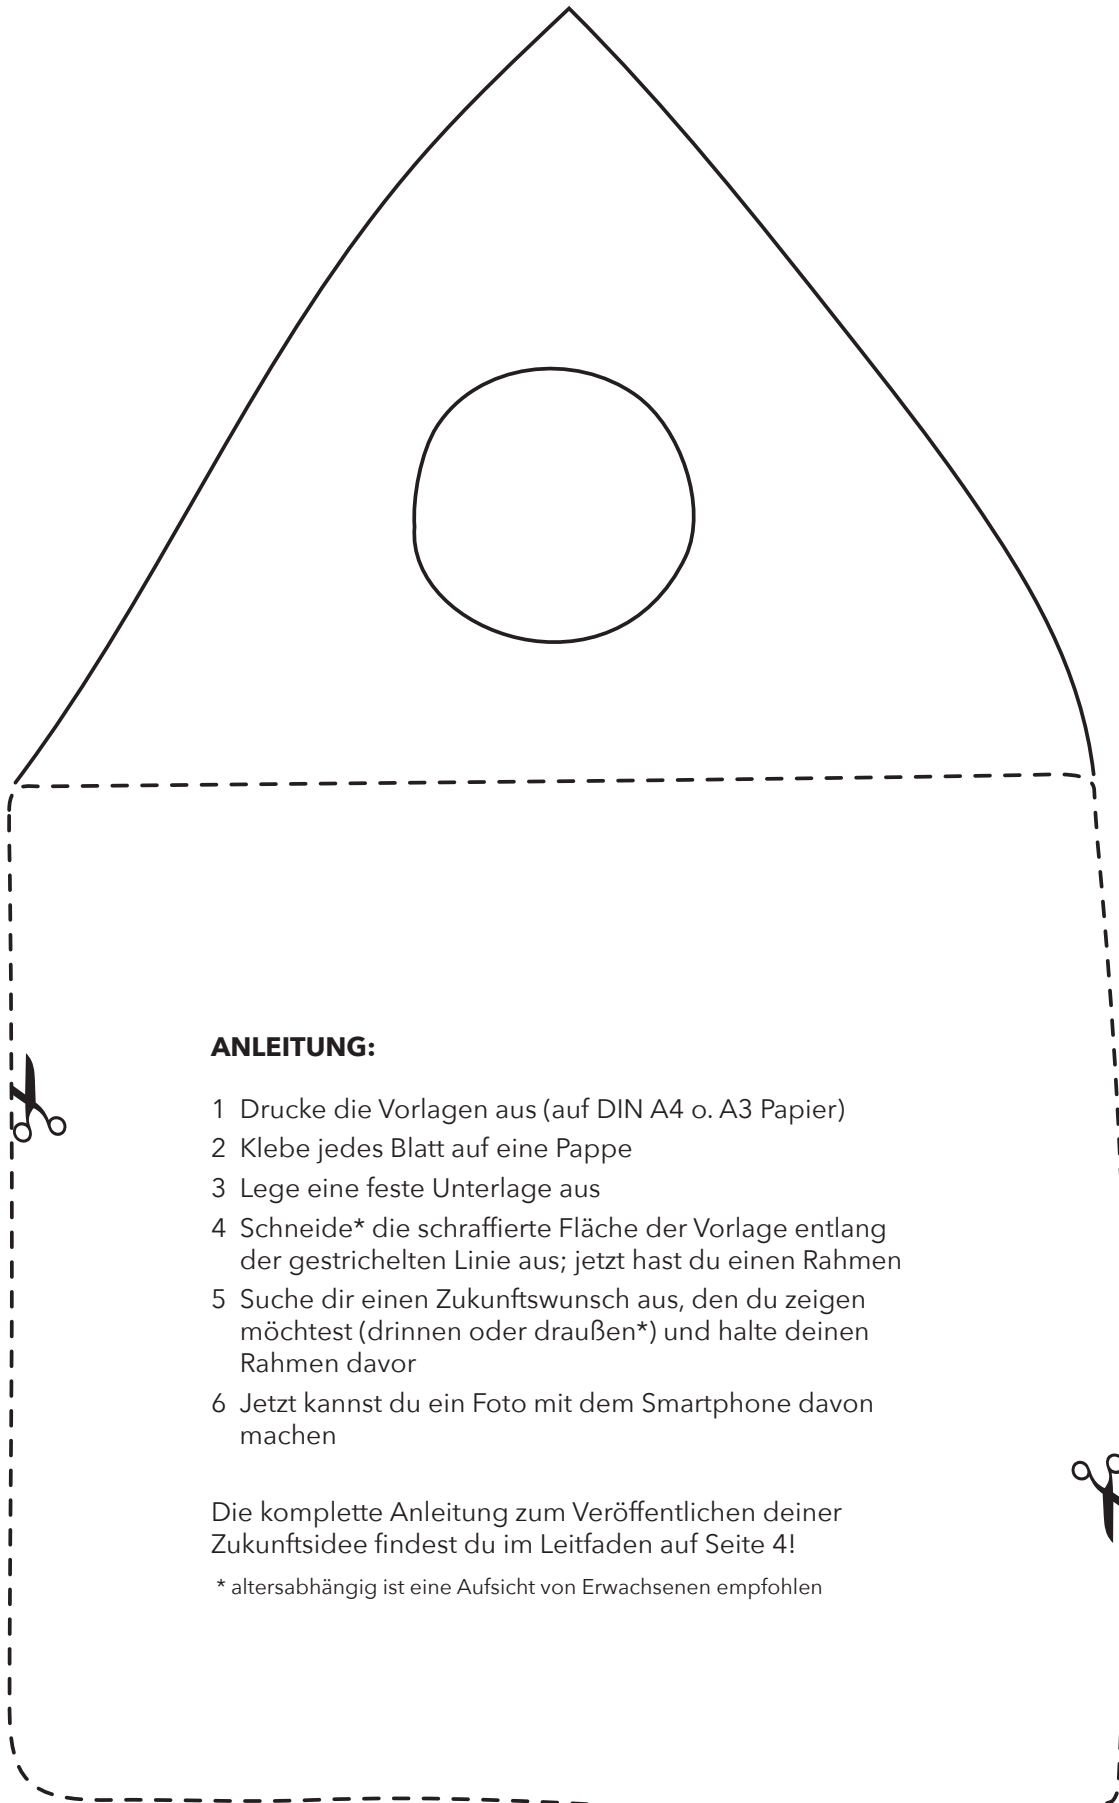 ANLEITUNG:
1 Drucke die Vorlagen aus (auf DIN A4 o. A3 Papier)
2 Klebe jedes Blatt auf eine Pappe
3 Lege eine feste Unterlage aus
4 Schneide* die schraffierte Fläche der Vorlage entlang
der gestrichelten Linie aus; jetzt hast du einen Rahmen
5 Suche dir einen Zukunftswunsch aus, den du zeigen
möchtest (drinnen oder draußen*) und halte deinen
Rahmen davor
6 Jetzt kannst du ein Foto mit dem Smartphone davon
machen
Die komplette Anleitung zum Veröffentlichen deiner
Zukunftsidee findest du im Leitfaden auf Seite 4!
* altersabhängig ist eine Aufsicht von Erwachsenen empfohlen